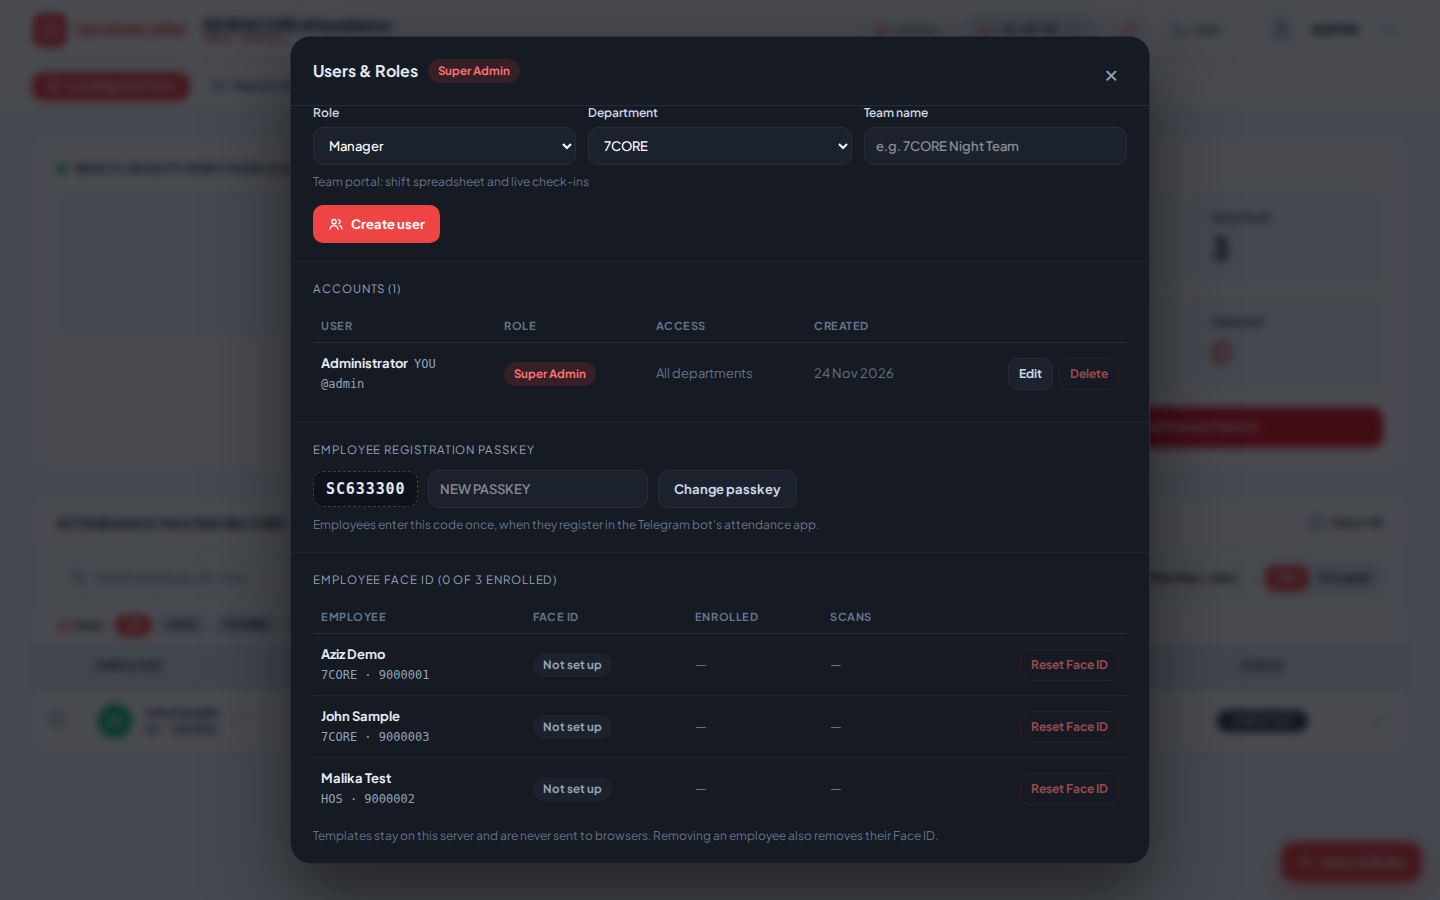 Users & Roles Super Admin ✕
Role Department Team name
Manager 7CORE e.g. 7CORE Night Team
Team portal: shift spreadsheet and live check-ins
Create user
ACCOUNTS (1)
USER ROLE ACCESS CREATED
Administrator YOU
@admin
Super Admin All departments 24 Nov 2026 Edit Delete
EMPLOYEE REGISTRATION PASSKEY
SC633300 NEW PASSKEY Change passkey
Employees enter this code once, when they register in the Telegram bot's attendance app.
EMPLOYEE FACE ID (0 OF 3 ENROLLED)
EMPLOYEE FACE ID ENROLLED SCANS
Aziz Demo
7CORE · 9000001
Not set up — — Reset Face ID
John Sample
7CORE · 9000003
Not set up — — Reset Face ID
Malika Test
HOS · 9000002
Not set up — — Reset Face ID
Templates stay on this server and are never sent to browsers. Removing an employee also removes their Face ID.
3
0